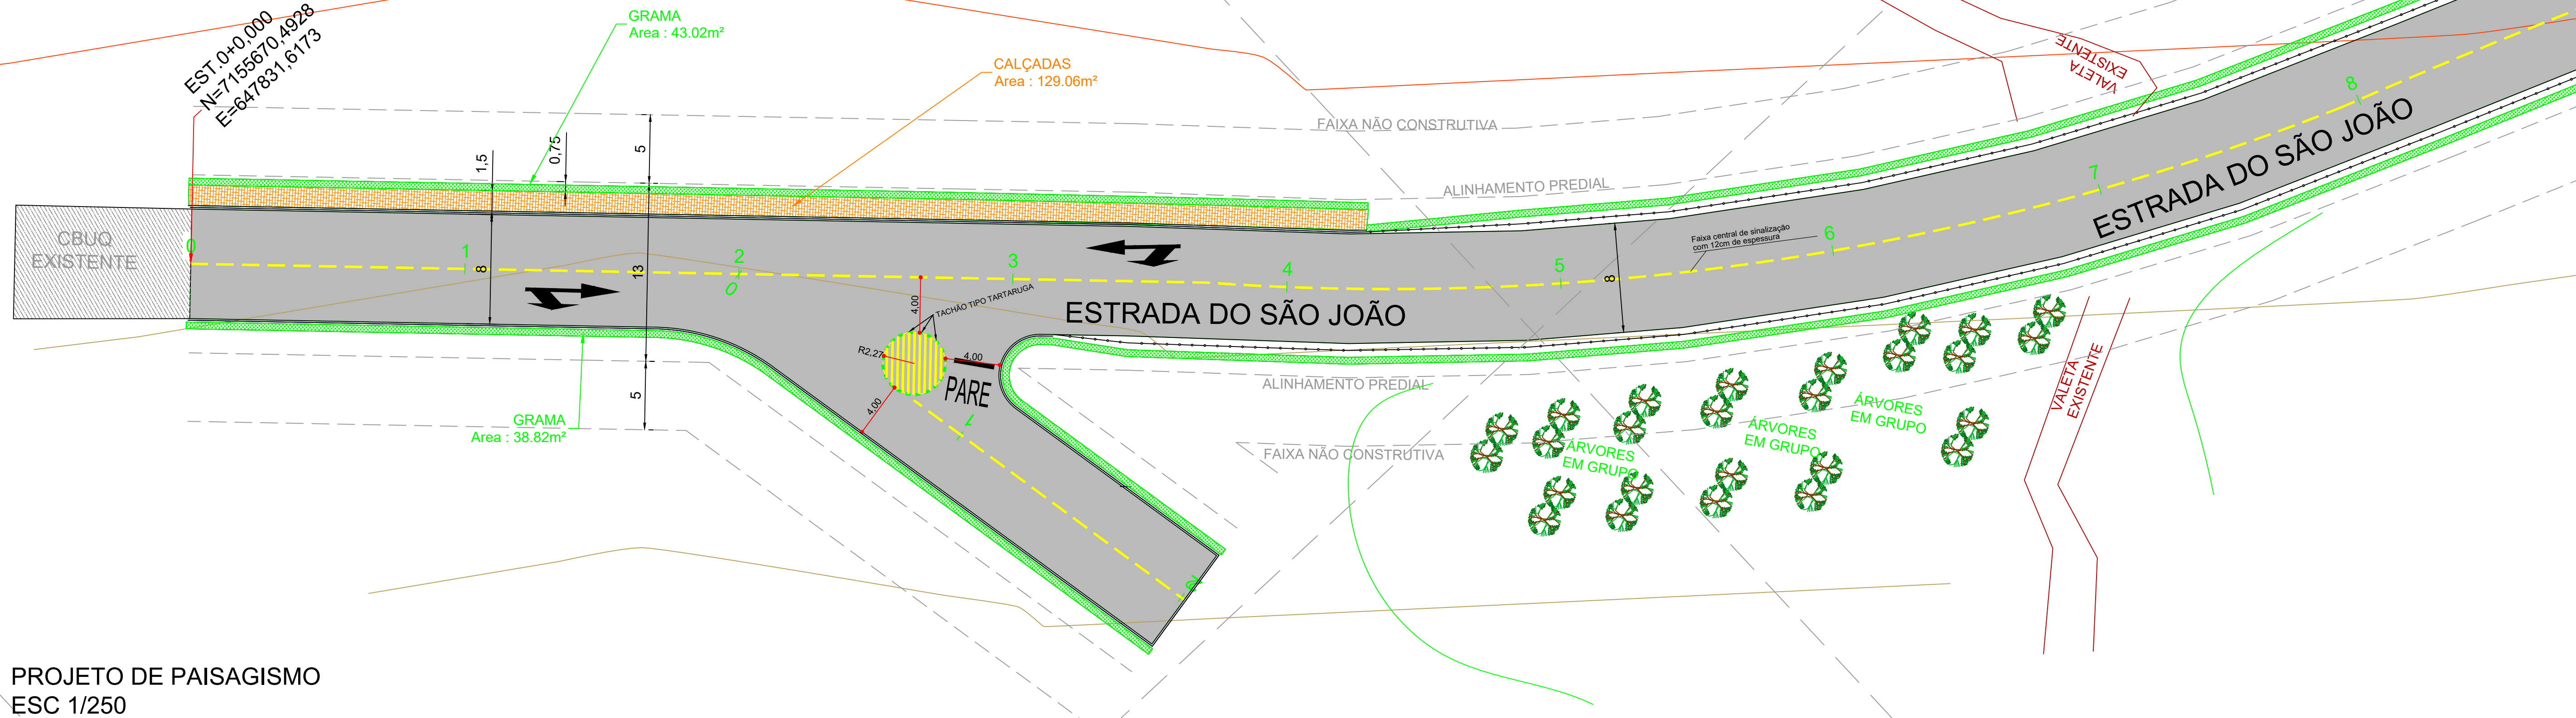 EST.0+0,000
N=7155670,4928
E=647831,6173
GRAMA
Area : 43.02m²
CALÇADAS
Area : 129.06m²
VALETA
EXISTENTE
FAIXA NÃO CONSTRUTIVA
ALINHAMENTO PREDIAL
1,5
0,75
5
8
13
5
CBUQ
EXISTENTE
0
1
2
0
3
4
5
6
7
8
Faixa central de sinalização
com 12cm de espessura
8
ESTRADA DO SÃO JOÃO
ESTRADA DO SÃO JOÃO
TACHÃO TIPO TARTARUGA
4,00
R2,27
4,00
4,00
PARE
1
2
GRAMA
Area : 38.82m²
ALINHAMENTO PREDIAL
FAIXA NÃO CONSTRUTIVA
ÁRVORES
EM GRUPO
ÁRVORES
EM GRUPO
ÁRVORES
EM GRUPO
VALETA
EXISTENTE
PROJETO DE PAISAGISMO
ESC 1/250